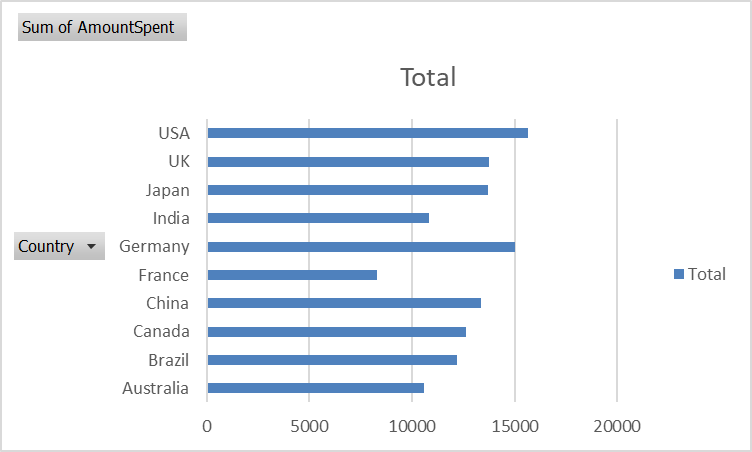 Sum of AmountSpent
Total
USA
UK
Japan
India
Country
Germany
France
Total
China
Canada
Brazil
Australia
0 5000 10000 15000 20000